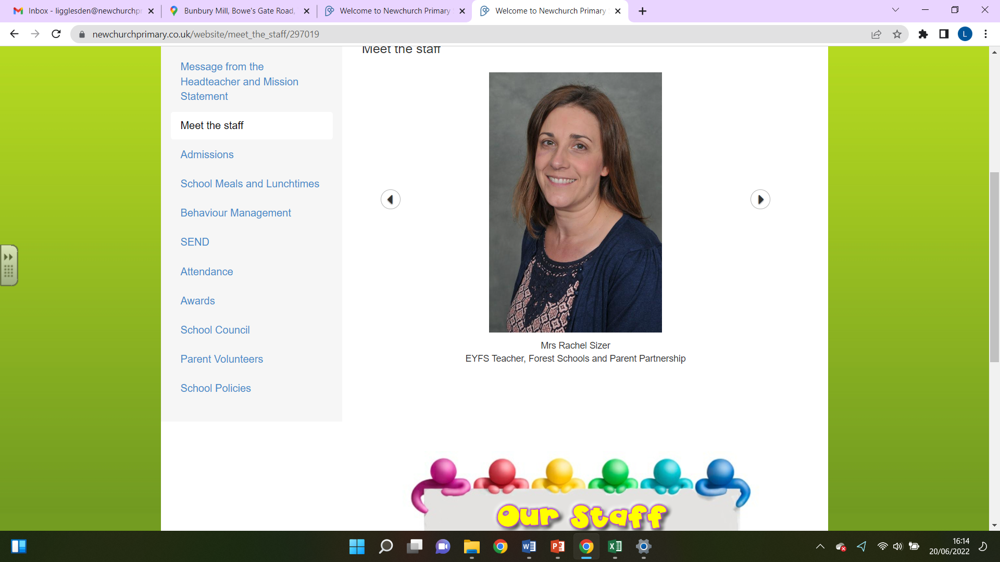 Inbox - ligglesden@newchurchpr
Bunbury Mill, Bowe's Gate Road,
Welcome to Newchurch Primary
Welcome to Newchurch Primary
newchurchprimary.co.uk/website/meet_the_staff/297019
L
Meet the staff
Message from the
Headteacher and Mission
Statement
Meet the staff
Admissions
School Meals and Lunchtimes
Behaviour Management
SEND
Attendance
Awards
School Council
Parent Volunteers
School Policies
Mrs Rachel Sizer
EYFS Teacher, Forest Schools and Parent Partnership
Our Staff
16:14
20/06/2022